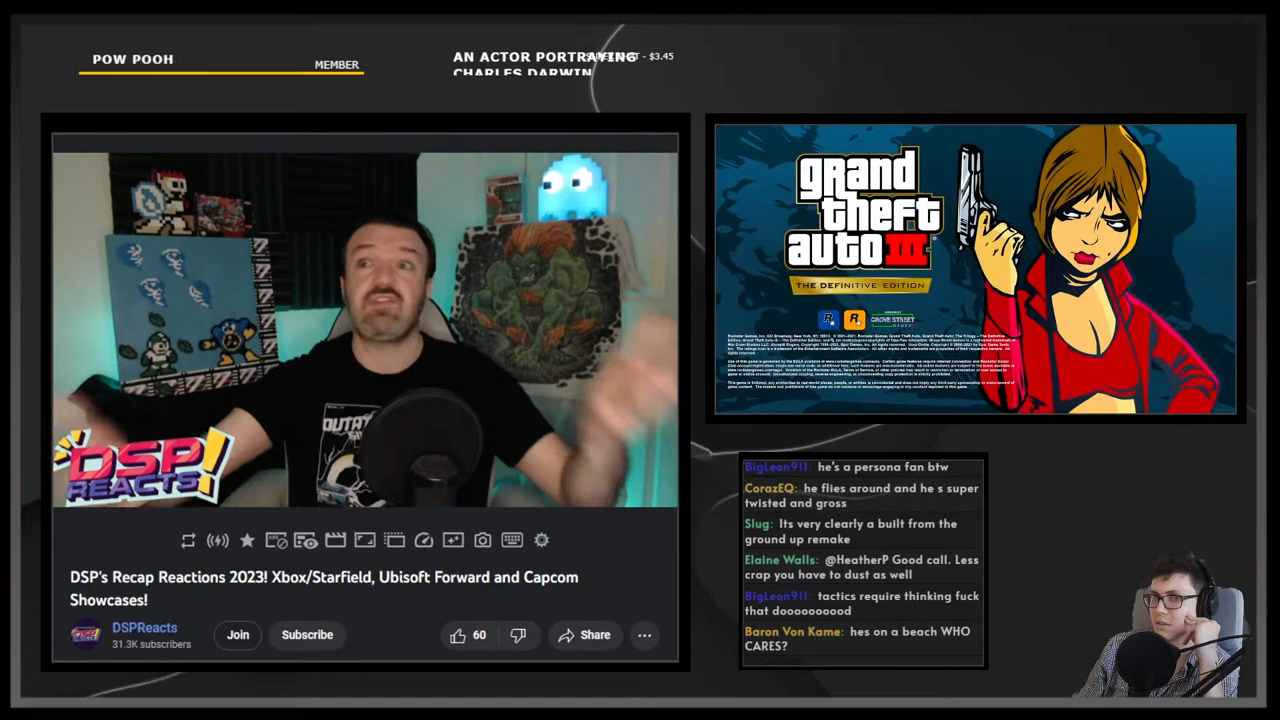 POW POOH
MEMBER
AN ACTOR PORTRAYING
CHARLES DARWIN
- $3.45
DSP!
REACTS
grand
theft
auto III
THE DEFINITIVE EDITION
GROVE STREET
GAMES
DSP's Recap Reactions 2023! Xbox/Starfield, Ubisoft Forward and Capcom
Showcases!
DSPReacts
31.3K subscribers
Join
Subscribe
60
Share
BigLeon911: he's a persona fan btw
CorazEQ: he flies around and he s super
twisted and gross
Slug: Its very clearly a built from the
ground up remake
Elaine Walls: @HeatherP Good call. Less
crap you have to dust as well
BigLeon911: tactics require thinking fuck
that dooooooood
Baron Von Kame: hes on a beach WHO
CARES?